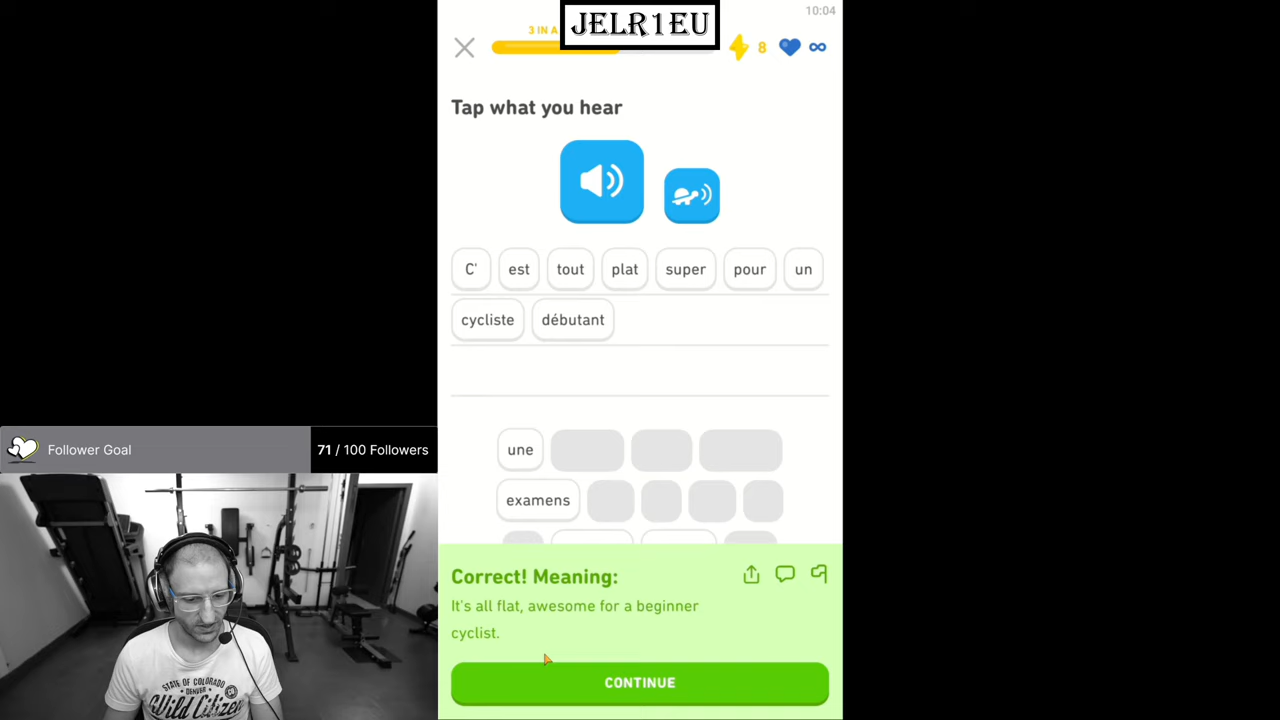 JELR1EU
10:04
3 IN A
8
Tap what you hear
C' est tout plat super pour un
cycliste débutant
une
examens
Correct! Meaning:
It's all flat, awesome for a beginner
cyclist.
CONTINUE
Follower Goal
71 / 100 Followers
STATE OF COLORADO
DENVER
Wild Citizen